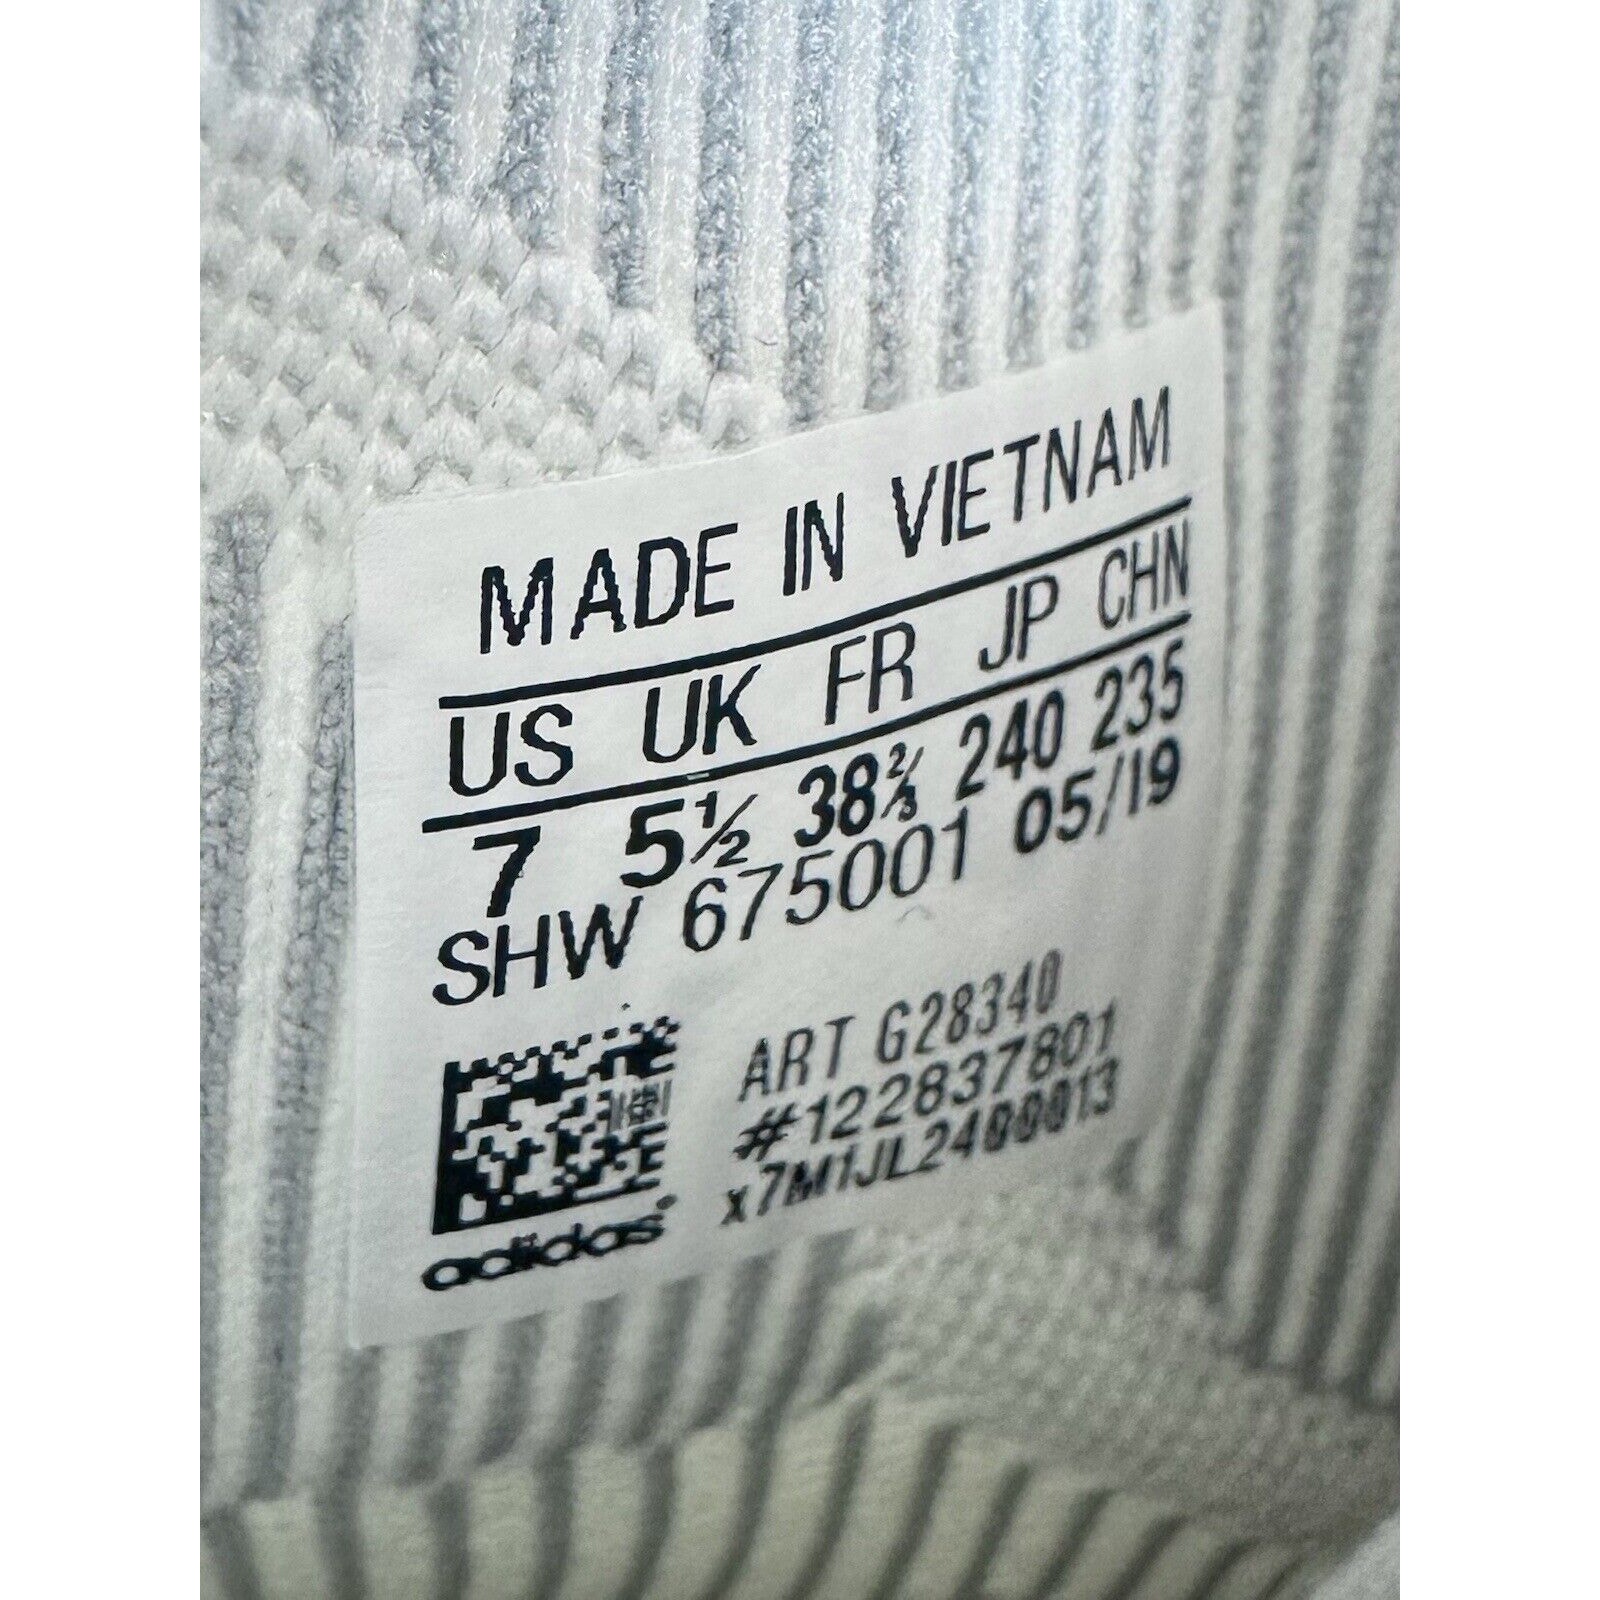 MADE IN VIETNAM
US UK FR JP CHN
7 5½ 38⅔ 240 235
SHW 675001 05/19
ART G28340
#122837801
x7M1JL2400013
adidas®